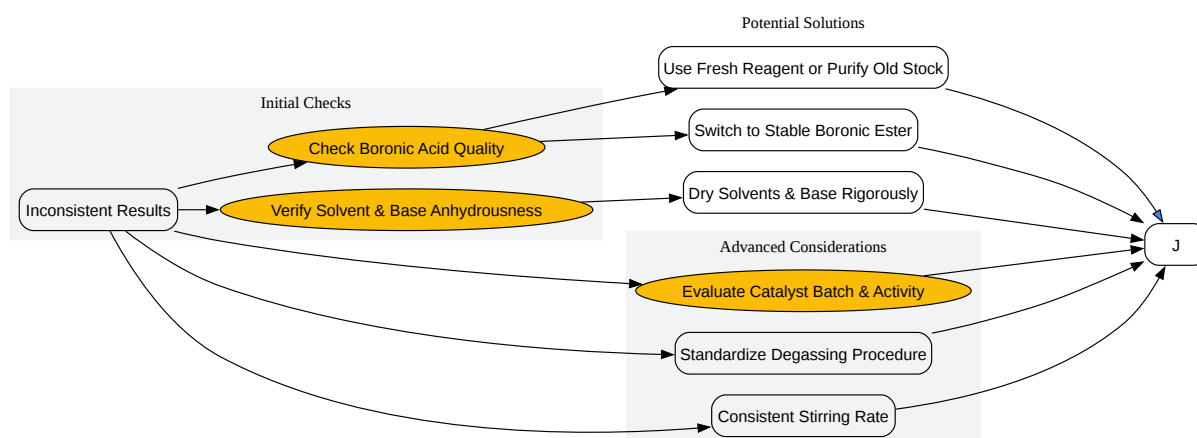 Potential Solutions
Use Fresh Reagent or Purify Old Stock
Initial Checks
Switch to Stable Boronic Ester
Check Boronic Acid Quality
Dry Solvents & Base Rigorously
Inconsistent Results
Verify Solvent & Base Anhydrousness
Advanced Considerations
J
Evaluate Catalyst Batch & Activity
Standardize Degassing Procedure
Consistent Stirring Rate